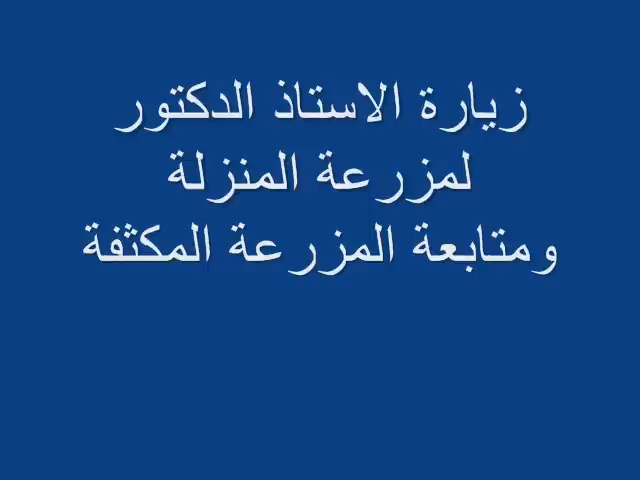 زيارة الاستاذ الدكتور
لمزرعة المنزلة
ومتابعة المزرعة المكثفة